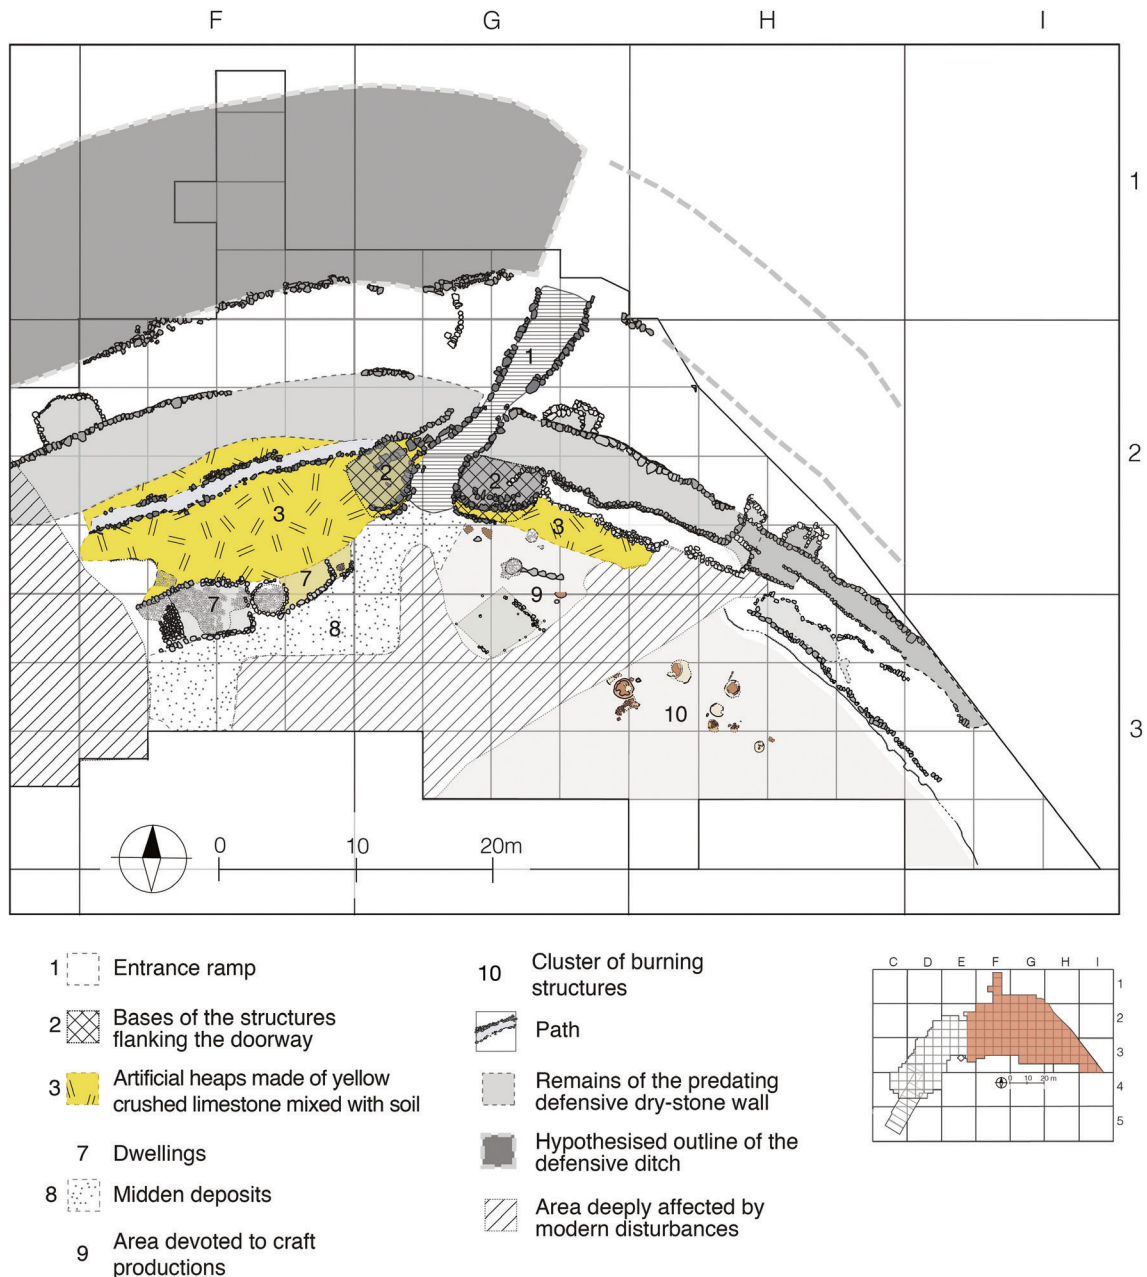 F G H I
1
1
2
2
2
3
3
7
7
9
8
10
3
0 10 20m
1 Entrance ramp
2 Bases of the structures
flanking the doorway
3 Artificial heaps made of yellow
crushed limestone mixed with soil
7 Dwellings
8 Midden deposits
9 Area devoted to craft
productions
10 Cluster of burning
structures
Path
Remains of the predating
defensive dry-stone wall
Hypothesised outline of the
defensive ditch
Area deeply affected by
modern disturbances
C D E F G H I
1
2
3
0 10 20 m
4
5